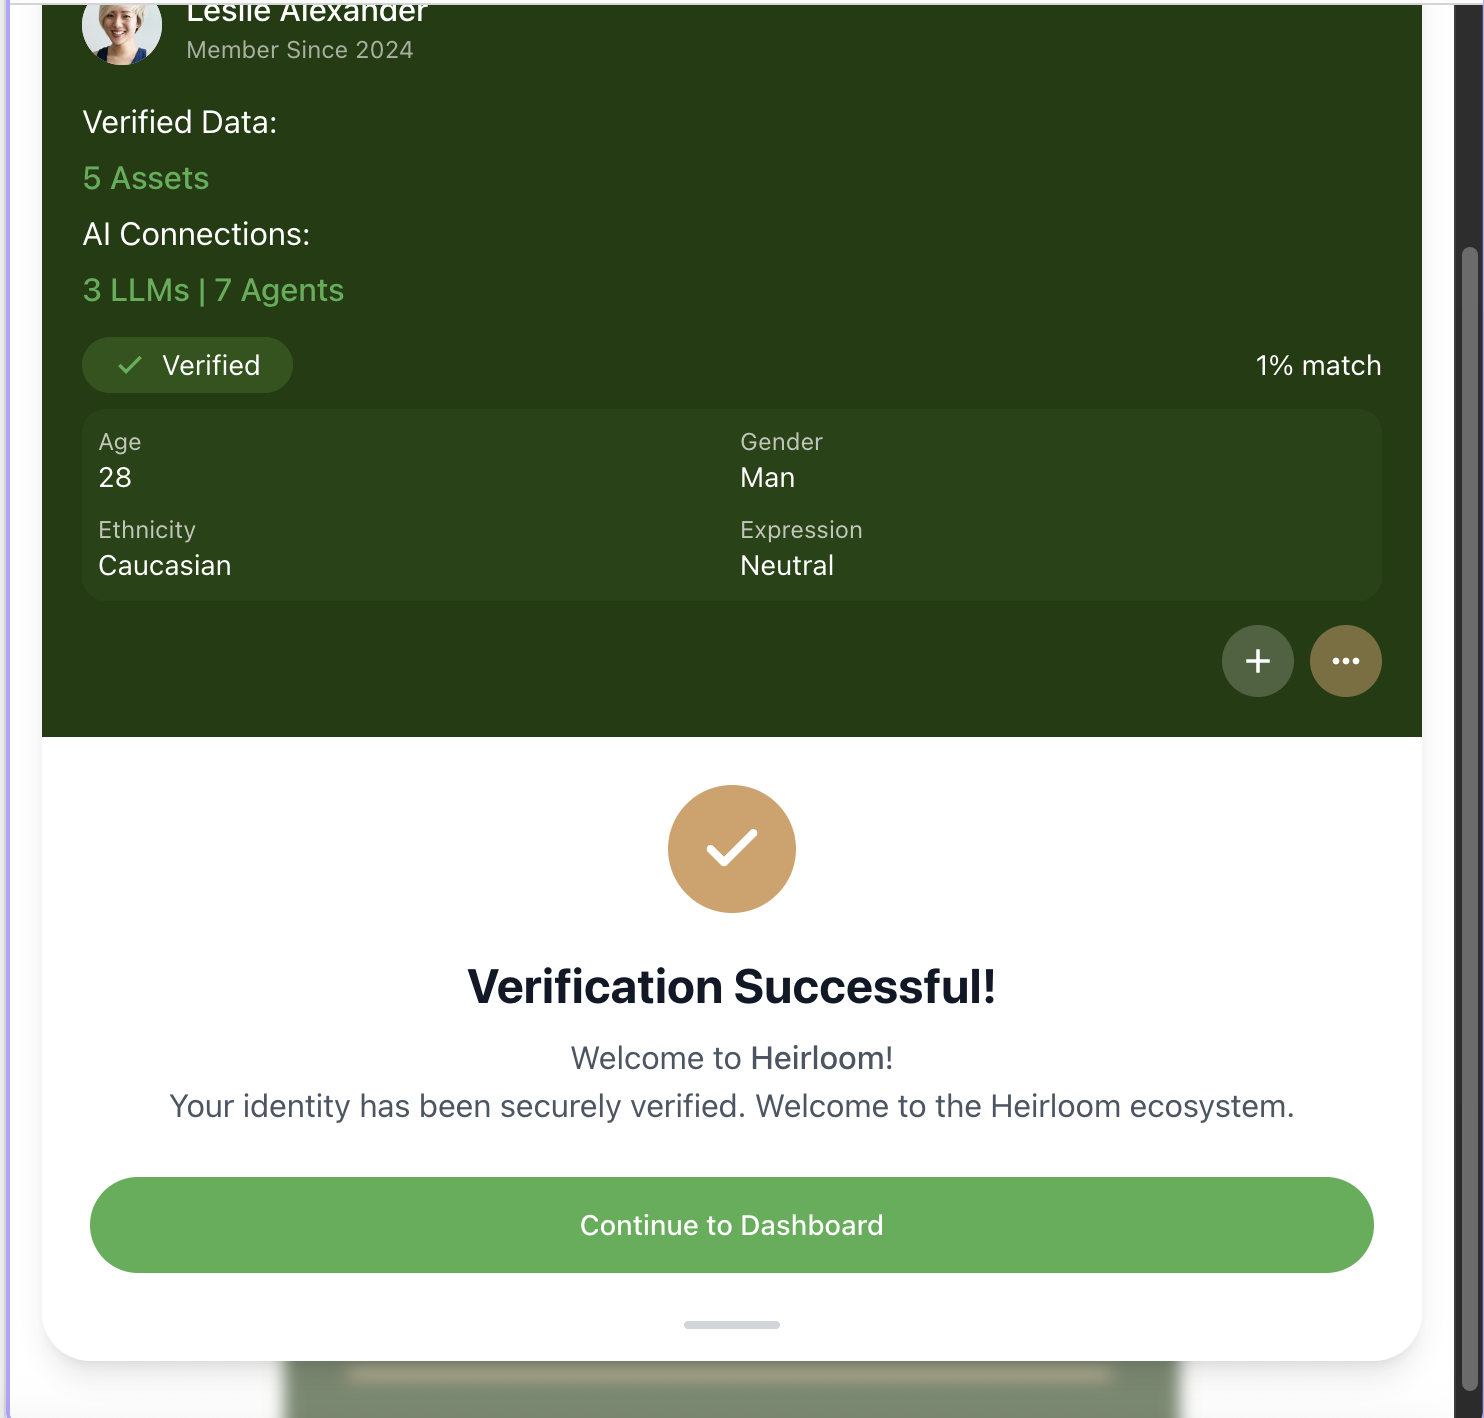 Leslie Alexander
Member Since 2024
Verified Data:
5 Assets
AI Connections:
3 LLMs | 7 Agents
Verified
1% match
Age
28
Gender
Man
Ethnicity
Caucasian
Expression
Neutral
Verification Successful!
Welcome to Heirloom!
Your identity has been securely verified. Welcome to the Heirloom ecosystem.
Continue to Dashboard